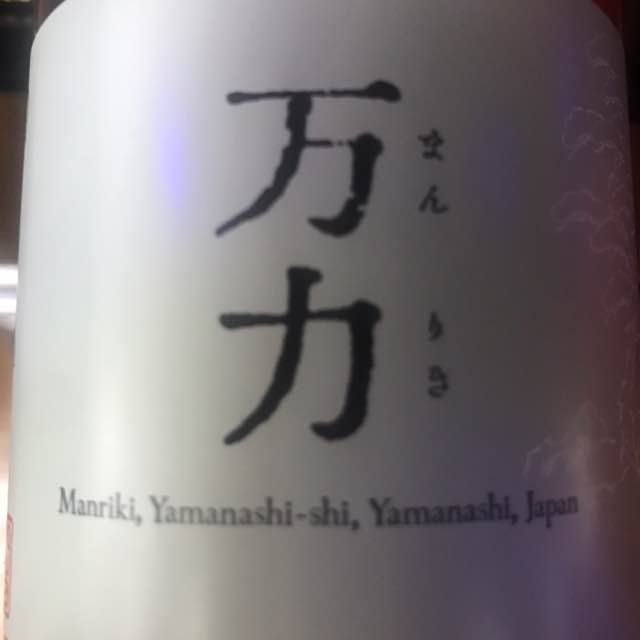 万力
まんりき
Manriki, Yamanashi-shi, Yamanashi, Japan